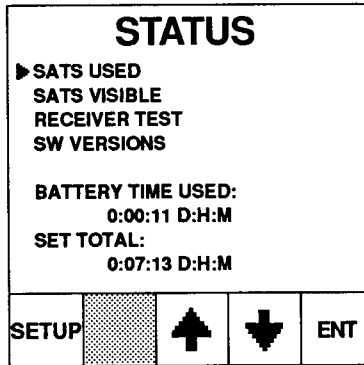 STATUS
SATS USED
SATS VISIBLE
RECEIVER TEST
SW VERSIONS
BATTERY TIME USED:
0:00:11 D:H:M
SET TOTAL:
0:07:13 D:H:M
SETUP ENT